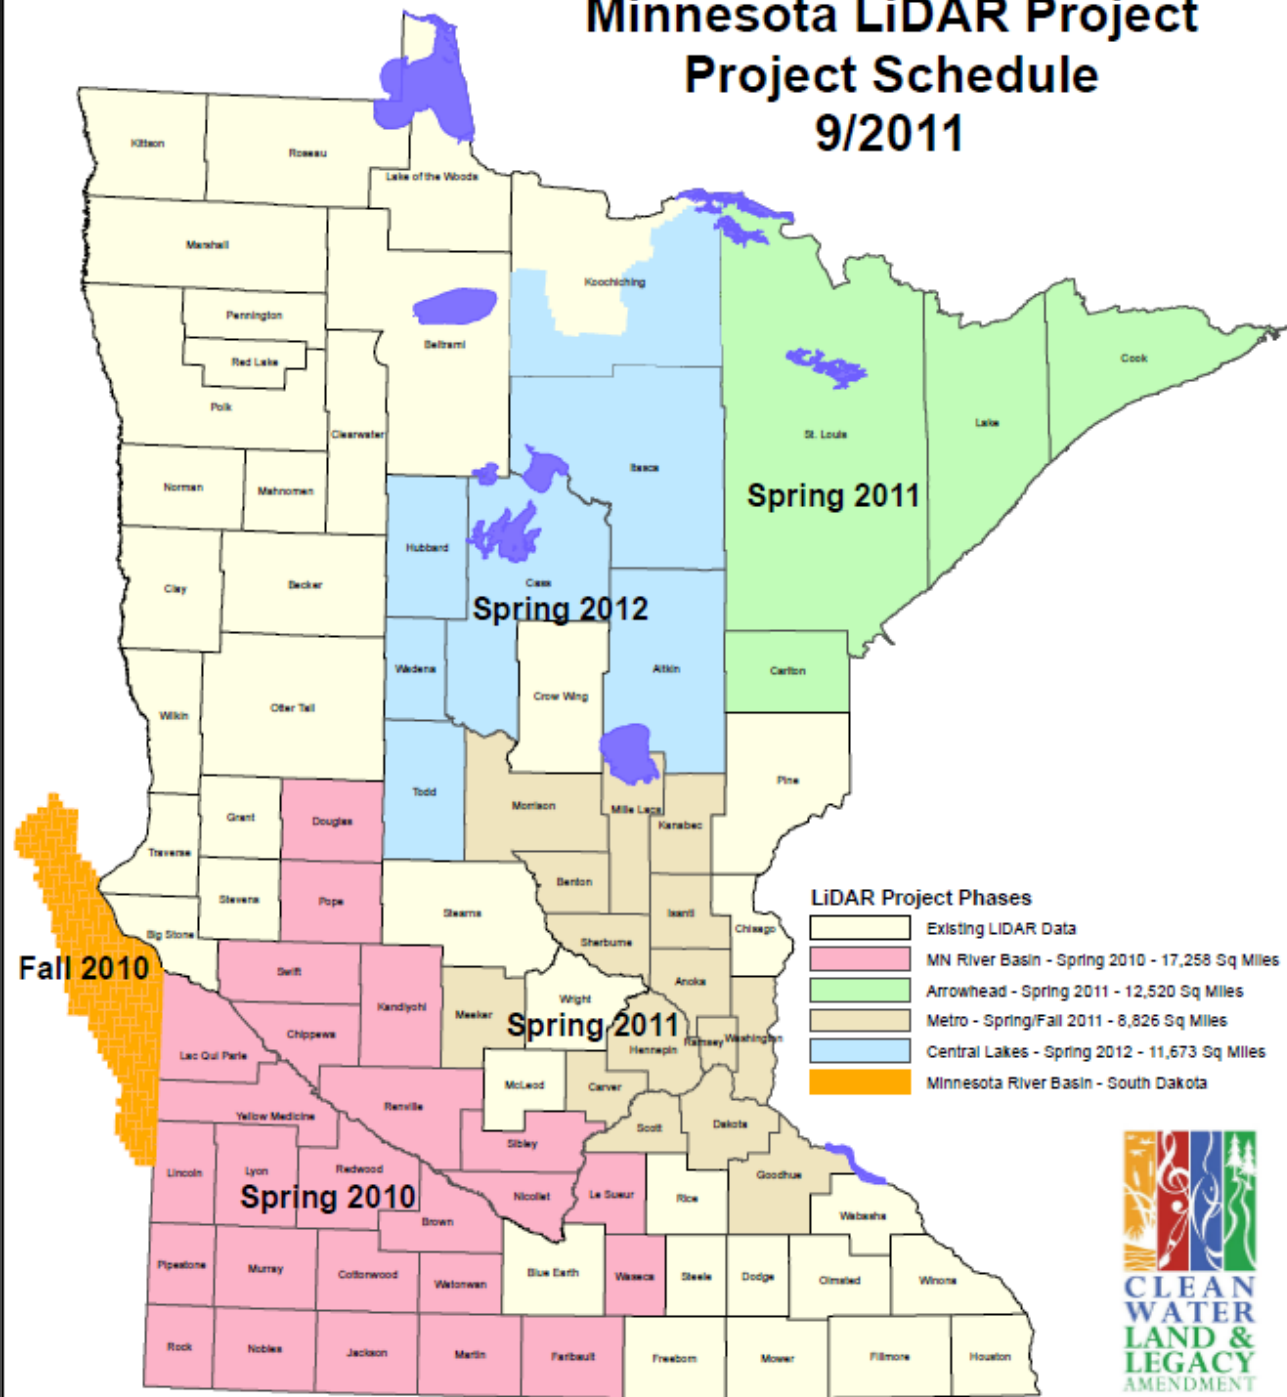 Minnesota LiDAR Project
Project Schedule
9/2011
Kittson
Roseau
Lake of the Woods
Marshall
Koochiching
Pennington
Beltrami
Red Lake
Cook
Polk
Clearwater
St. Louis
Lake
Itasca
Norman
Mahnomen
Spring 2011
Hubbard
Clay
Becker
Cass
Spring 2012
Wadena
Aitkin
Carlton
Crow Wing
Otter Tail
Wilkin
Pine
Todd
Morrison
Mille Lacs
Grant
Douglas
Kanabec
Traverse
Benton
Stevens
Pope
Stearns
Isanti
Chisago
Big Stone
Sherburne
Fall 2010
Swift
Anoka
Kandiyohi
Wright
Meeker
Spring 2011
Chippewa
Hennepin
Ramsey
Washington
Lac Qui Parle
McLeod
Carver
Renville
Yellow Medicine
Scott
Dakota
Sibley
Lincoln
Lyon
Redwood
Goodhue
Spring 2010
Nicollet
Le Sueur
Rice
Wabasha
Brown
Pipestone
Murray
Cottonwood
Watonwan
Blue Earth
Waseca
Steele
Dodge
Olmsted
Winona
Rock
Nobles
Jackson
Martin
Faribault
Freeborn
Mower
Fillmore
Houston
LiDAR Project Phases
Existing LiDAR Data
MN River Basin - Spring 2010 - 17,258 Sq Miles
Arrowhead - Spring 2011 - 12,520 Sq Miles
Metro - Spring/Fall 2011 - 8,826 Sq Miles
Central Lakes - Spring 2012 - 11,673 Sq Miles
Minnesota River Basin - South Dakota
CLEAN
WATER
LAND &
LEGACY
AMENDMENT